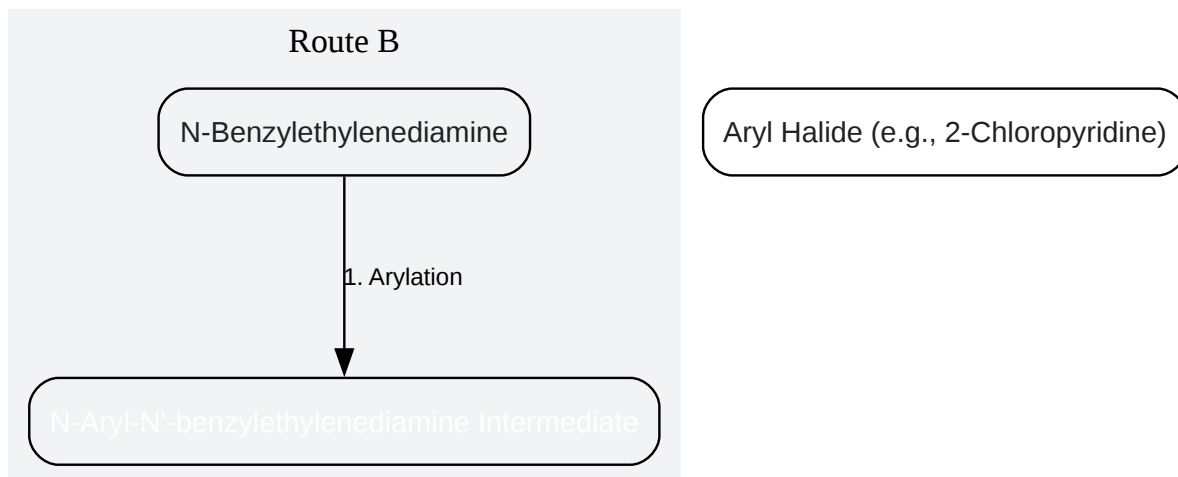 Route B
N-Benzylethylenediamine
Aryl Halide (e.g., 2-Chloropyridine)
1. Arylation
N-Aryl-N'-benzylethylenediamine Intermediate